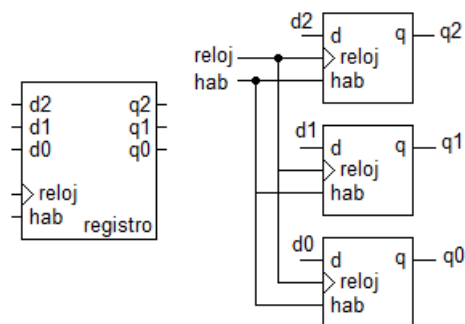 d2 q2
d1 q1
d0 q0
reloj
hab
registro
reloj
hab
d2 q2
d q
reloj
hab
d1 q1
d q
reloj
hab
d0 q0
d q
reloj
hab